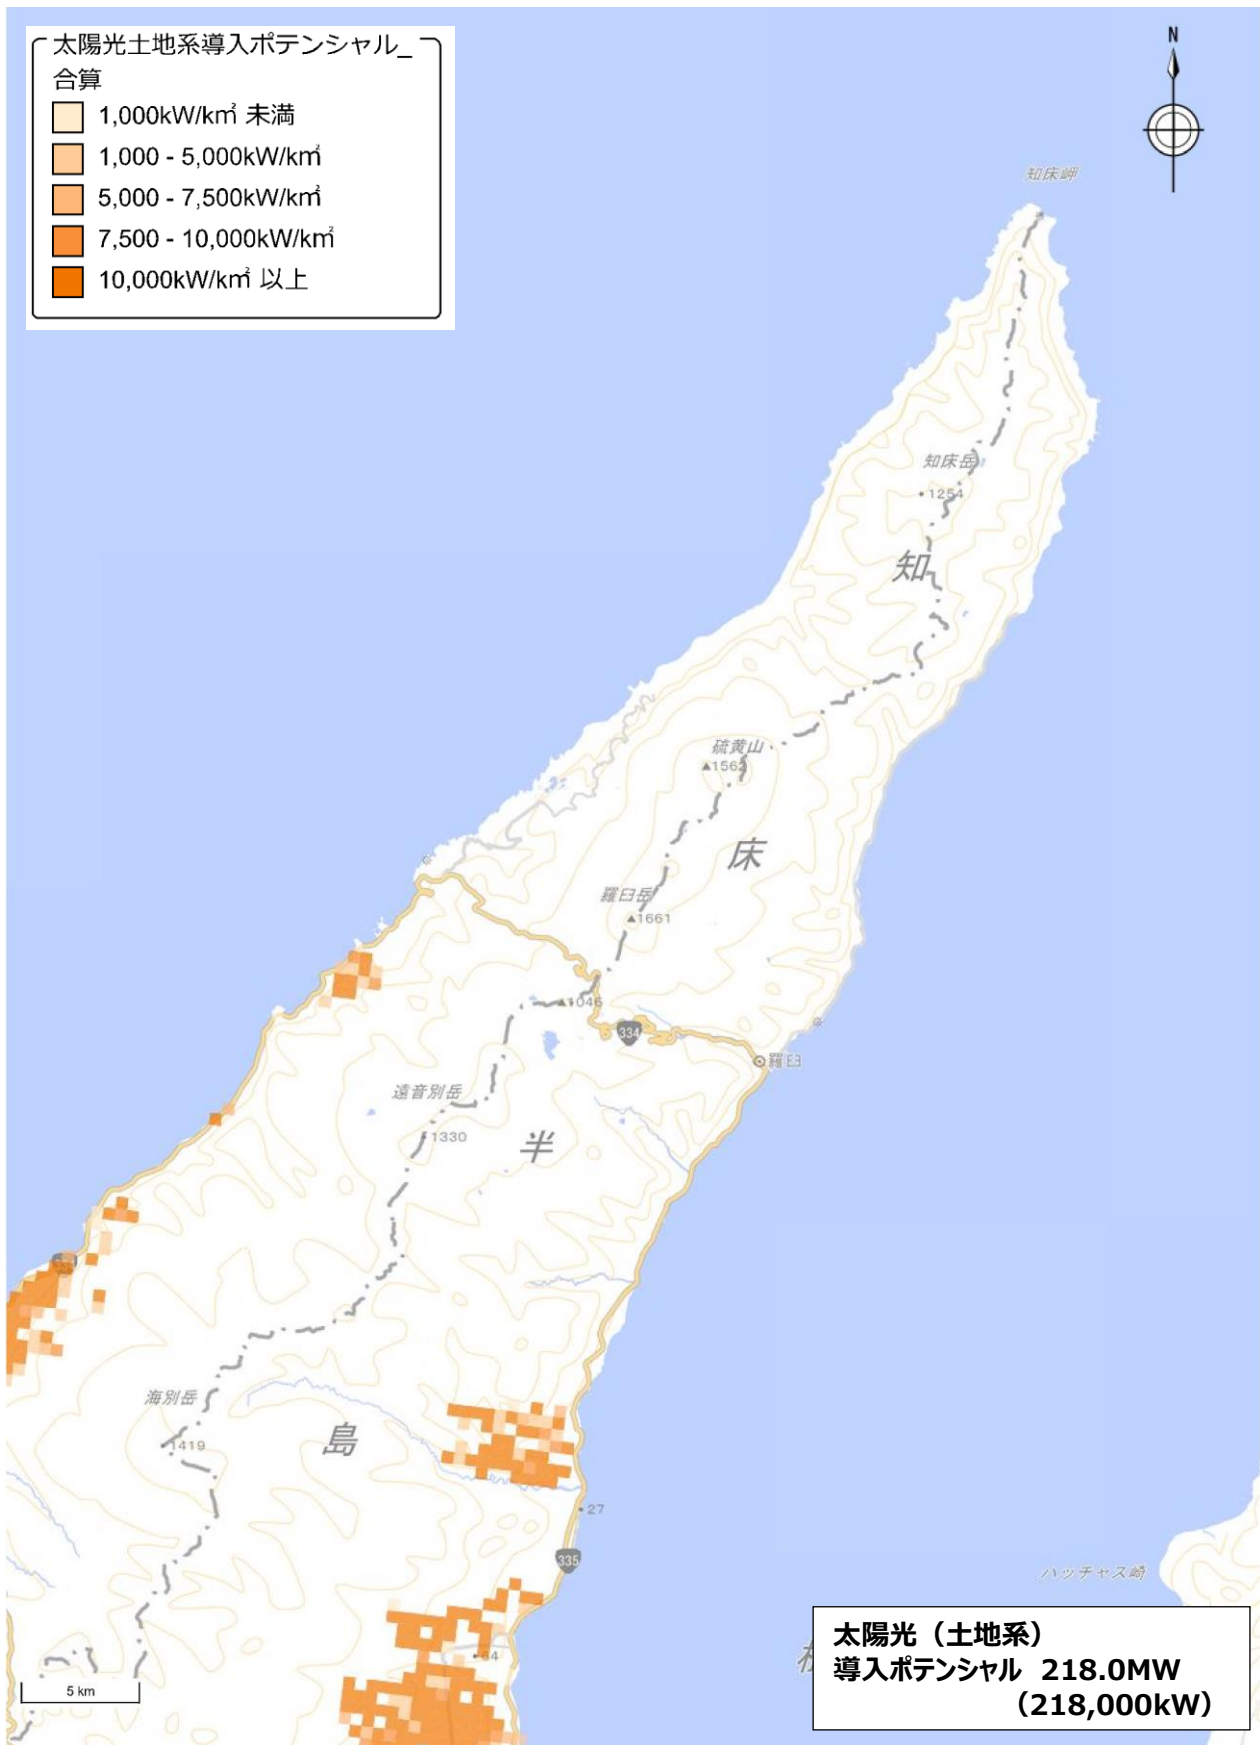 太陽光土地系導入ポテンシャル_
合算
1,000kW/k㎡ 未満
1,000 - 5,000kW/k㎡
5,000 - 7,500kW/k㎡
7,500 - 10,000kW/k㎡
10,000kW/k㎡ 以上
N
知床岬
知床岳
1254
知
硫黄山
1562
床
羅臼岳
1661
1046
334
羅臼
遠音別岳
1330
半
海別岳
1419
島
27
335
ハッチャス崎
64
5 km
太陽光（土地系）
導入ポテンシャル 218.0MW
（218,000kW）